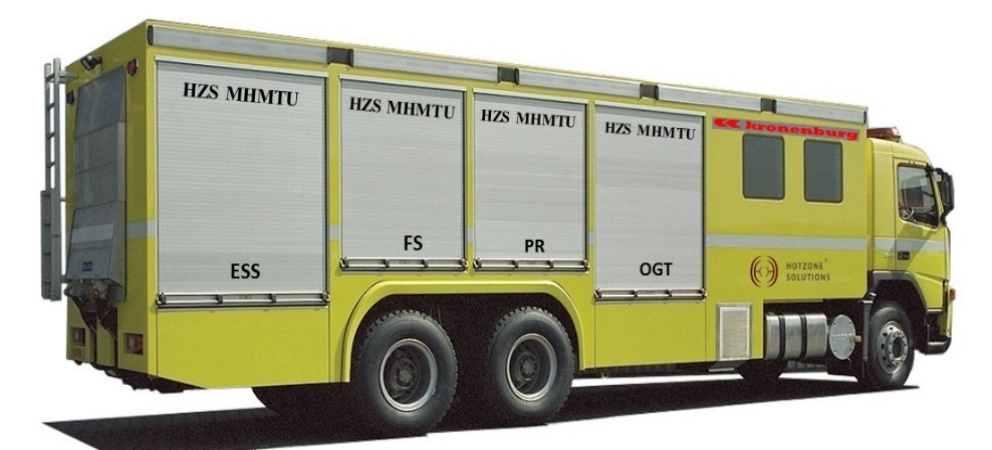 HZS MHMTU
HZS MHMTU
HZS MHMTU
HZS MHMTU
kronenburg
ESS
FS
PR
OGT
HOTZONE®
SOLUTIONS